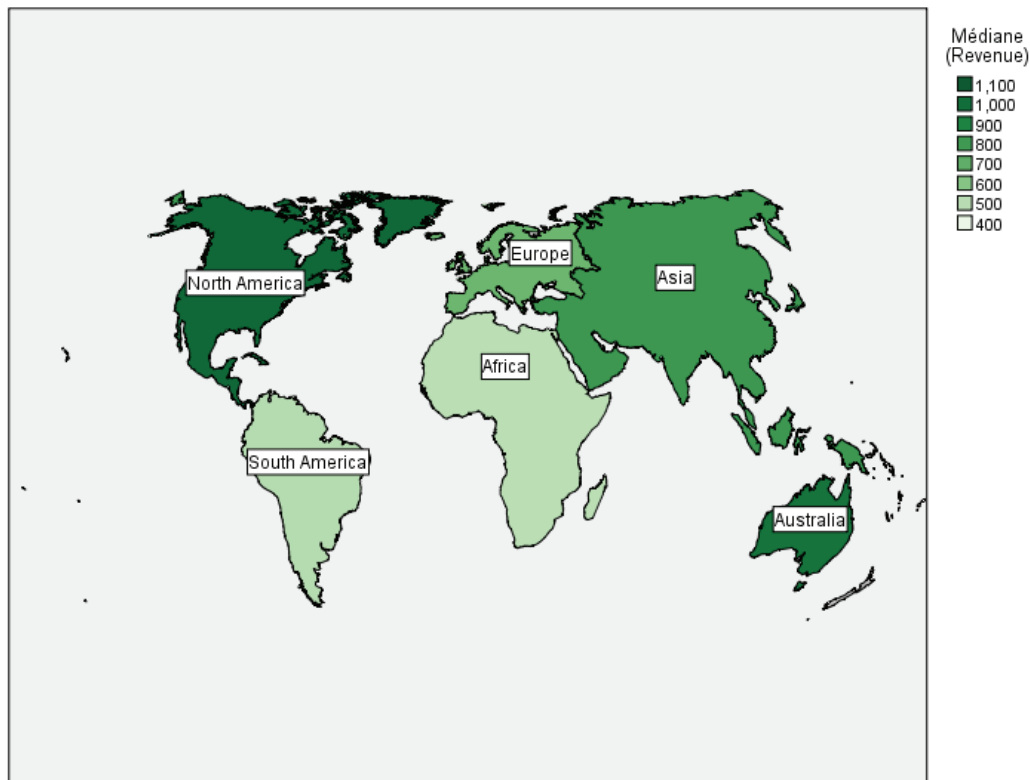 Médiane
(Revenue)
1,100
1,000
900
800
700
600
500
400
Europe
Asia
North America
Africa
South America
Australia